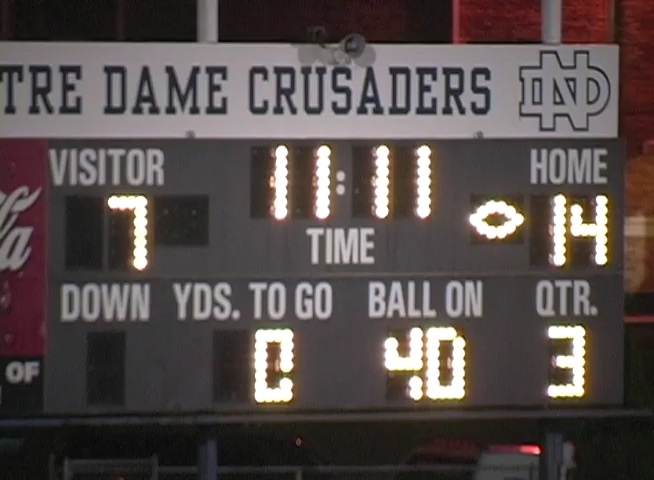 TRE DAME CRUSADERS ND
VISITOR 11:11 HOME
7 TIME 14
DOWN YDS. TO GO BALL ON QTR.
0 40 3
OF